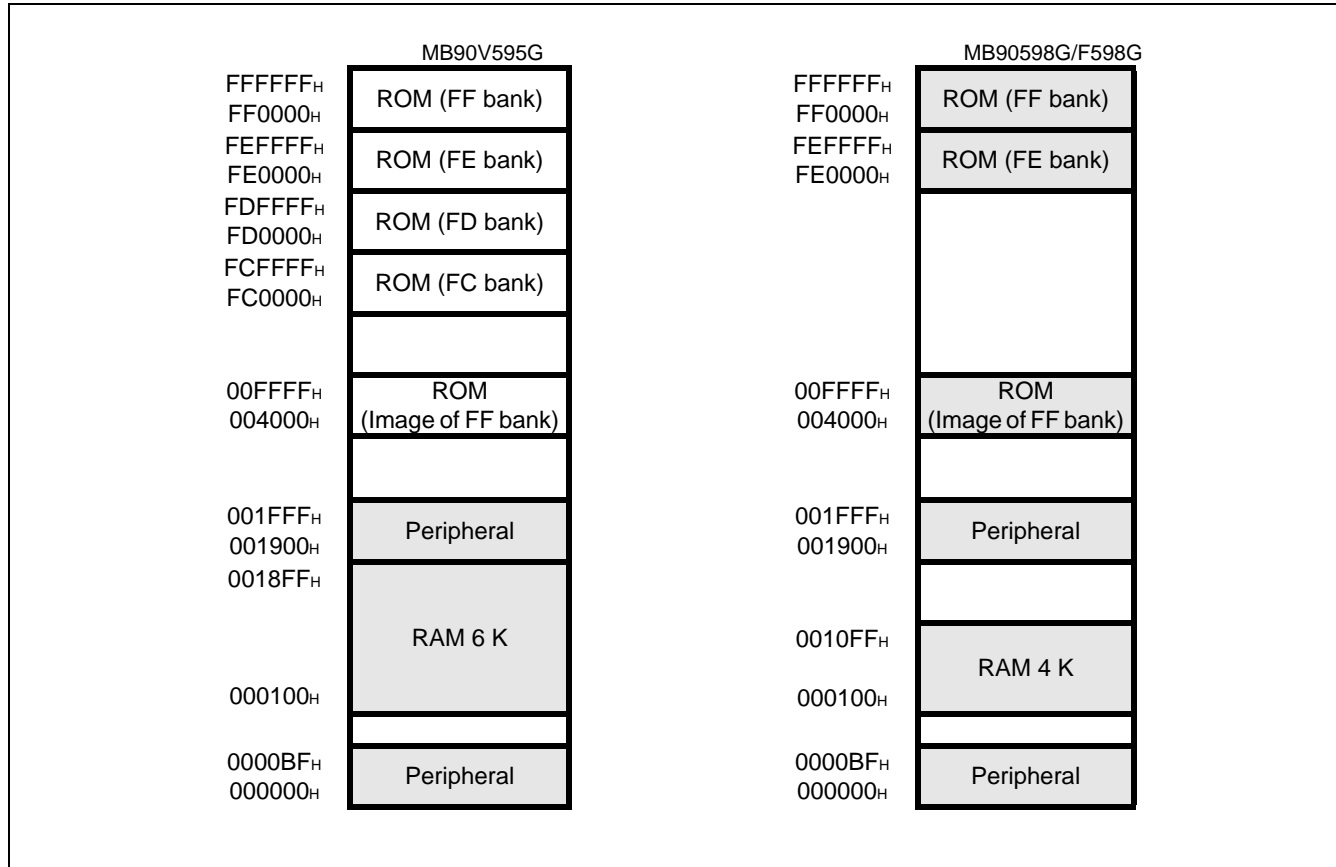 MB90V595G
FFFFFFH
FF0000H
ROM (FF bank)
FEFFFFH
FE0000H
ROM (FE bank)
FDFFFFH
FD0000H
ROM (FD bank)
FCFFFFH
FC0000H
ROM (FC bank)
00FFFFH
004000H
ROM
(Image of FF bank)
001FFFH
001900H
Peripheral
0018FFH
RAM 6 K
000100H
0000BFH
000000H
Peripheral
MB90598G/F598G
FFFFFFH
FF0000H
ROM (FF bank)
FEFFFFH
FE0000H
ROM (FE bank)
00FFFFH
004000H
ROM
(Image of FF bank)
001FFFH
001900H
Peripheral
0010FFH
RAM 4 K
000100H
0000BFH
000000H
Peripheral